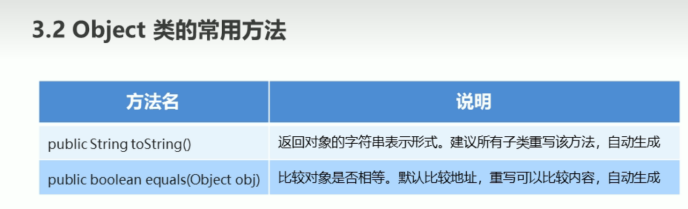 3.2 Object 类的常用方法
方法名 说明
public String toString() 返回对象的字符串表示形式。建议所有子类重写该方法，自动生成
public boolean equals(Object obj) 比较对象是否相等。默认比较地址，重写可以比较内容，自动生成